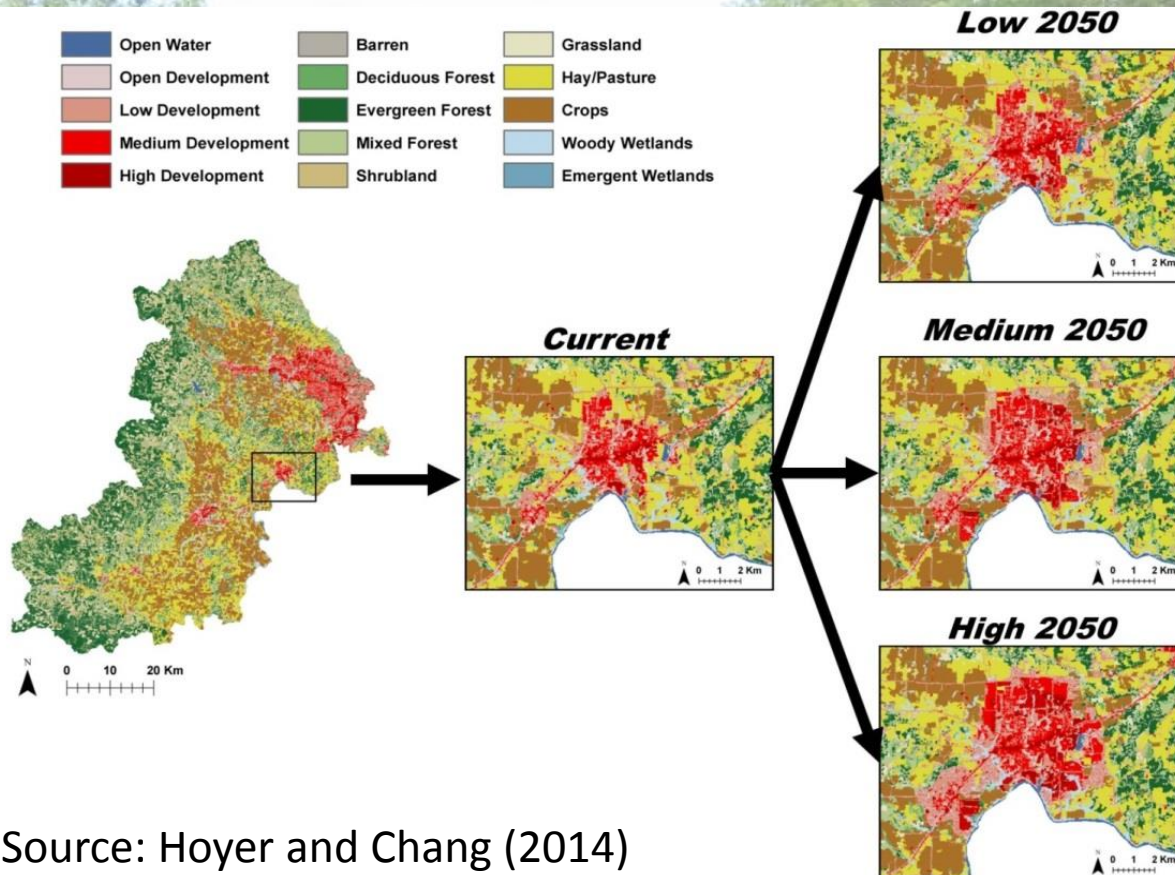 Low 2050
Open Water
Barren
Grassland
Open Development
Deciduous Forest
Hay/Pasture
Low Development
Evergreen Forest
Crops
Medium Development
Mixed Forest
Woody Wetlands
High Development
Shrubland
Emergent Wetlands
N
0 1 2 Km
Current
Medium 2050
N
0 1 2 Km
N
0 1 2 Km
High 2050
N
0 10 20 Km
N
0 1 2 Km
Source: Hoyer and Chang (2014)